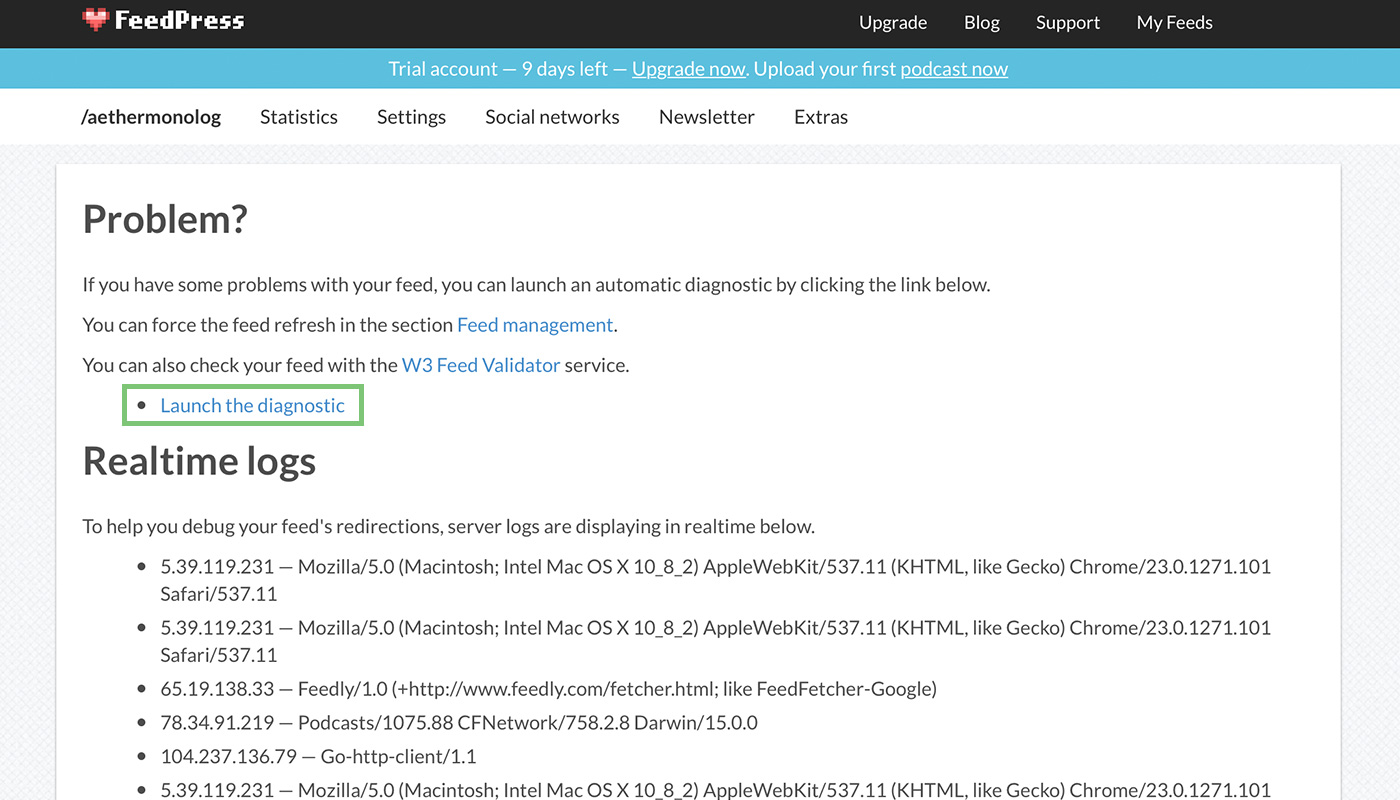 FeedPress
Upgrade Blog Support My Feeds
Trial account — 9 days left — Upgrade now. Upload your first podcast now
/aethermonolog Statistics Settings Social networks Newsletter Extras
Problem?
If you have some problems with your feed, you can launch an automatic diagnostic by clicking the link below.
You can force the feed refresh in the section Feed management.
You can also check your feed with the W3 Feed Validator service.
• Launch the diagnostic
Realtime logs
To help you debug your feed's redirections, server logs are displaying in realtime below.
• 5.39.119.231 — Mozilla/5.0 (Macintosh; Intel Mac OS X 10_8_2) AppleWebKit/537.11 (KHTML, like Gecko) Chrome/23.0.1271.101
Safari/537.11
• 5.39.119.231 — Mozilla/5.0 (Macintosh; Intel Mac OS X 10_8_2) AppleWebKit/537.11 (KHTML, like Gecko) Chrome/23.0.1271.101
Safari/537.11
• 65.19.138.33 — Feedly/1.0 (+http://www.feedly.com/fetcher.html; like FeedFetcher-Google)
• 78.34.91.219 — Podcasts/1075.88 CFNetwork/758.2.8 Darwin/15.0.0
• 104.237.136.79 — Go-http-client/1.1
• 5.39.119.231 — Mozilla/5.0 (Macintosh; Intel Mac OS X 10_8_2) AppleWebKit/537.11 (KHTML, like Gecko) Chrome/23.0.1271.101